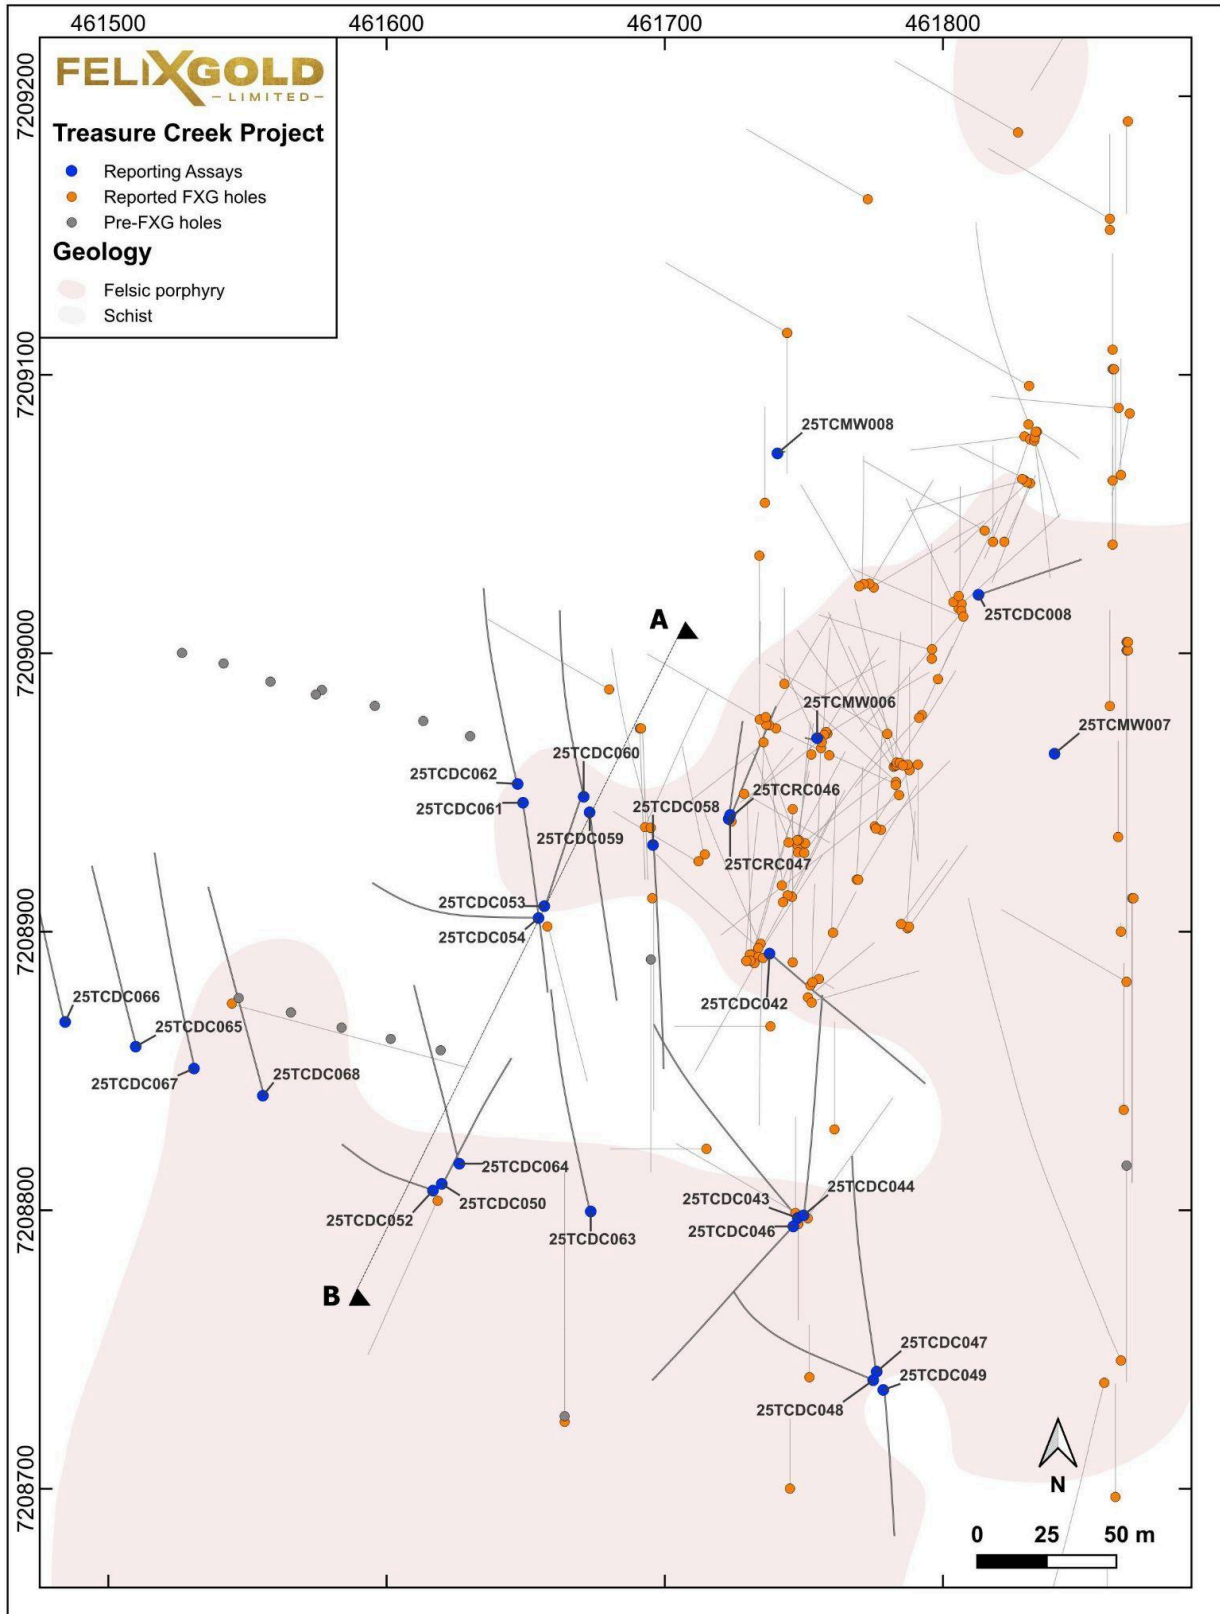 461500
461600
461700
461800
7209200
7209100
7209000
7208900
7208800
7208700
FELIXGOLD
LIMITED
Treasure Creek Project
Reporting Assays
Reported FXG holes
Pre-FXG holes
Geology
Felsic porphyry
Schist
25TCMW008
25TCDC008
A
25TCMW006
25TCMW007
25TCDC060
25TCDC062
25TCDC061
25TCDC058
25TCRC046
25TCDC059
25TCRC047
25TCDC053
25TCDC054
25TCDC042
25TCDC066
25TCDC065
25TCDC067
25TCDC068
25TCDC064
25TCDC050
25TCDC052
25TCDC063
25TCDC043
25TCDC044
25TCDC046
B
25TCDC047
25TCDC049
25TCDC048
N
0 25 50 m